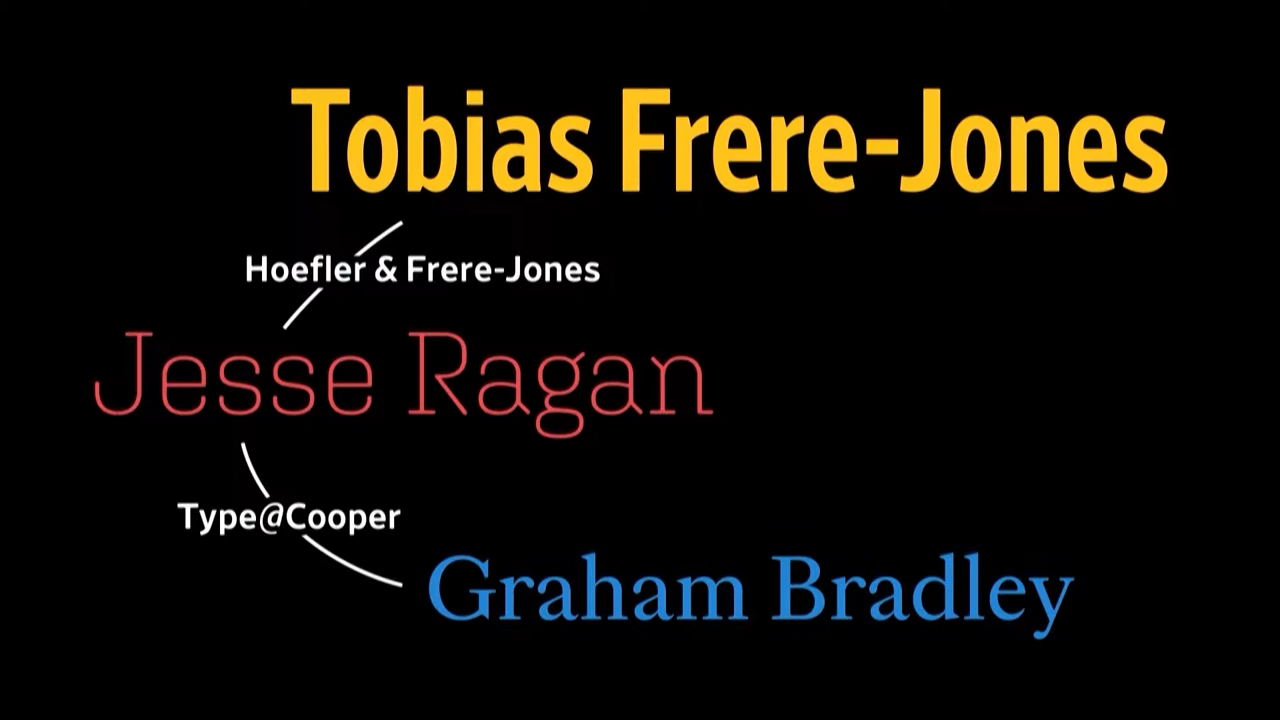 Tobias Frere-Jones
Hoefler & Frere-Jones
Jesse Ragan
Type@Cooper
Graham Bradley